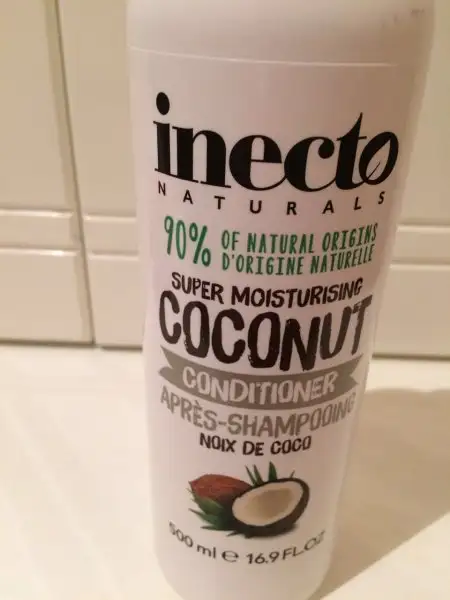 inecto
NATURALS
90% OF NATURAL ORIGINS
D'ORIGINE NATURELLE
SUPER MOISTURISING
COCONUT
CONDITIONER
APRÈS-SHAMPOOING
NOIX DE COCO
500 ml e 16.9 FL.OZ